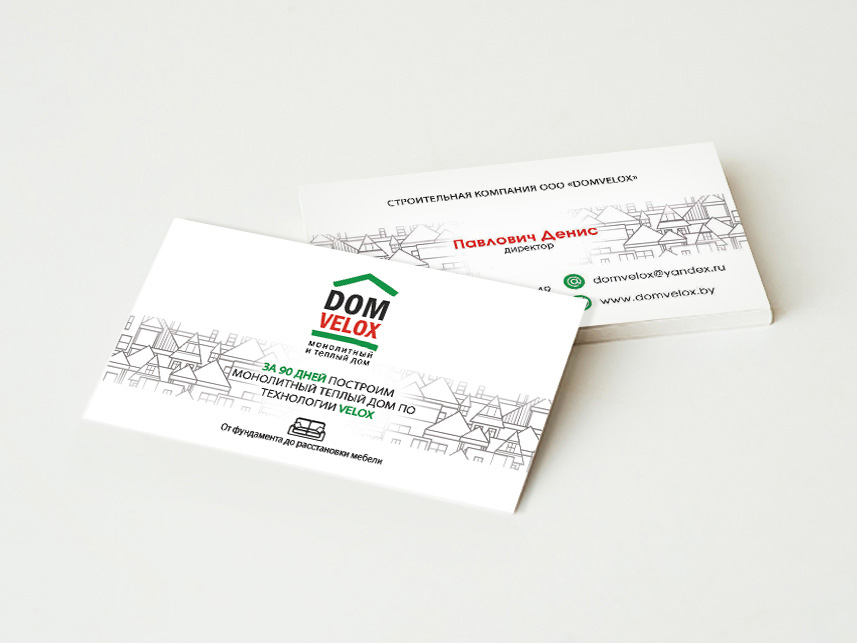 СТРОИТЕЛЬНАЯ КОМПАНИЯ ООО «DOMVELOX»
Павлович Денис
директор
49
domvelox@yandex.ru
www.domvelox.by
DOM
VELOX
МОНОЛИТНЫЙ
И ТЕПЛЫЙ ДОМ
ЗА 90 ДНЕЙ ПОСТРОИМ
МОНОЛИТНЫЙ ТЕПЛЫЙ ДОМ ПО
ТЕХНОЛОГИИ VELOX
От фундамента до расстановки мебели